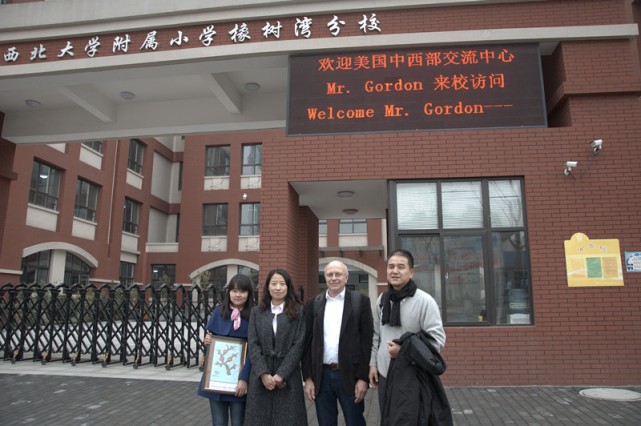 西北大学附属小学橡树湾分校
欢迎美国中西部交流中心
Mr. Gordon 来校访问
Welcome Mr. Gordon---